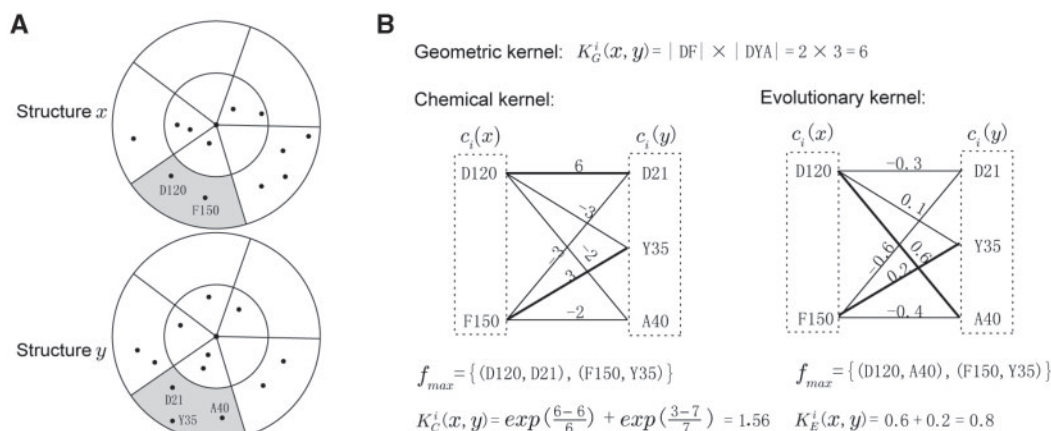 A
Structure x
D120
F150
Structure y
D21
Y35
A40
B
Geometric kernel: K_G^i(x, y) = | DF | × | DYA | = 2 × 3 = 6
Chemical kernel:
c_i(x)
c_i(y)
D120
F150
D21
Y35
A40
6
-3
-3
-2
3
-2
f_max = {(D120, D21), (F150, Y35)}
K_C^i(x, y) = exp(6-6/6) + exp(3-7/7) = 1.56
Evolutionary kernel:
c_i(x)
c_i(y)
D120
F150
D21
Y35
A40
-0.3
0.1
-0.6
0.6
0.2
-0.4
f_max = {(D120, A40), (F150, Y35)}
K_E^i(x, y) = 0.6 + 0.2 = 0.8